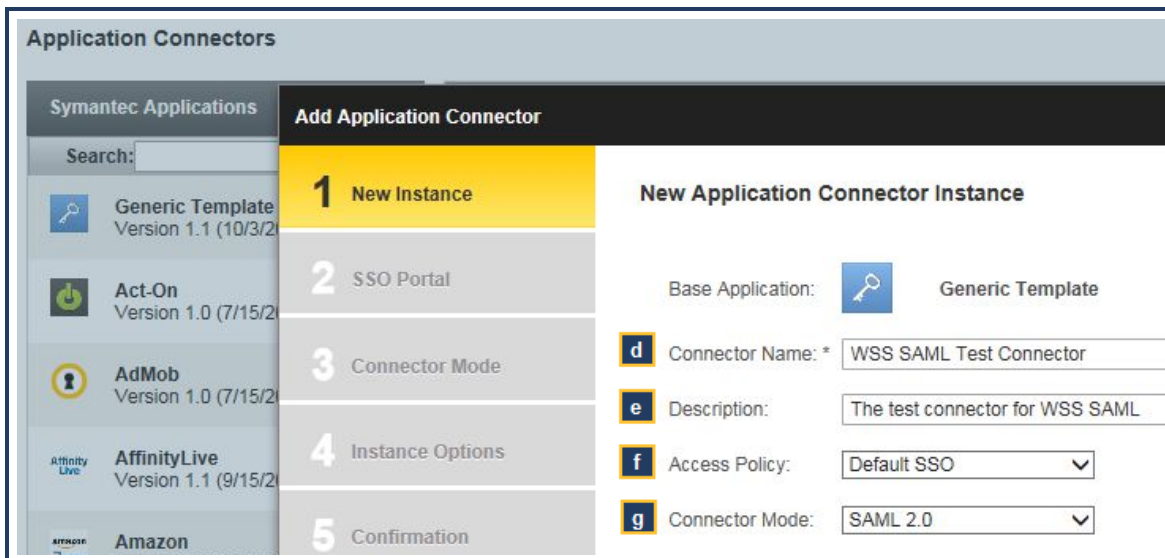 Application Connectors
Symantec Applications
Search:
Generic Template
Version 1.1 (10/3/2
Act-On
Version 1.0 (7/15/2
AdMob
Version 1.0 (7/15/2
Affinity
Live
AffinityLive
Version 1.1 (9/15/2
amazon
Amazon
Add Application Connector
1 New Instance
2 SSO Portal
3 Connector Mode
4 Instance Options
5 Confirmation
New Application Connector Instance
Base Application: Generic Template
d Connector Name: * WSS SAML Test Connector
e Description: The test connector for WSS SAML
f Access Policy: Default SSO
g Connector Mode: SAML 2.0